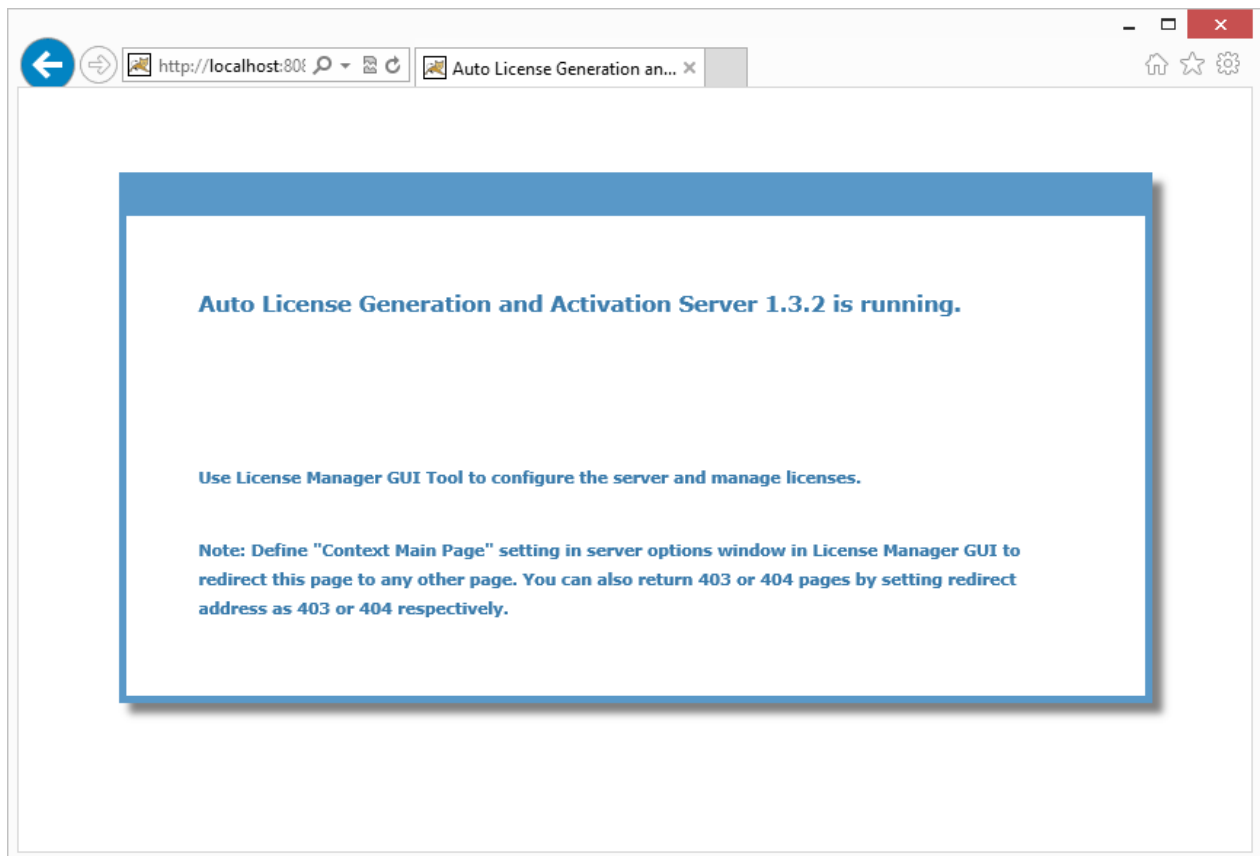 http://localhost:808
Auto License Generation an...
Auto License Generation and Activation Server 1.3.2 is running.
Use License Manager GUI Tool to configure the server and manage licenses.
Note: Define "Context Main Page" setting in server options window in License Manager GUI to
redirect this page to any other page. You can also return 403 or 404 pages by setting redirect
address as 403 or 404 respectively.